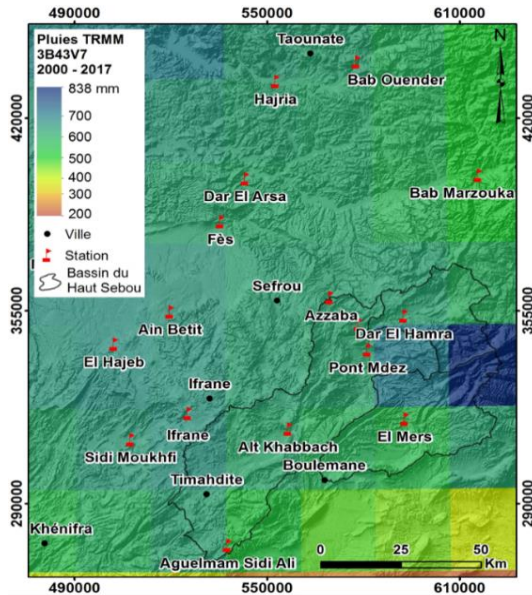 490000 5500000 610000
Pluies TRMM
3B43V7
2000 - 2017
838 mm
700
600
500
400
300
200
Ville
Station
Bassin du
Haut Sebou
N
Taounate
Bab Ouender
Hajria
420000
420000
Dar El Arsa
Bab Marzouka
Fès
Sefrou
Azzaba
355000
355000
Ain Betit
Dar El Hamra
El Hajeb
Pont Mdez
Ifrane
Ifrane
Alt Khabbach
El Mers
Sidi Moukhfi
Boulemane
Timahdite
290000
290000
Khénifra
Aguelmam Sidi Ali
0 25 50
Km
490000 5500000 610000